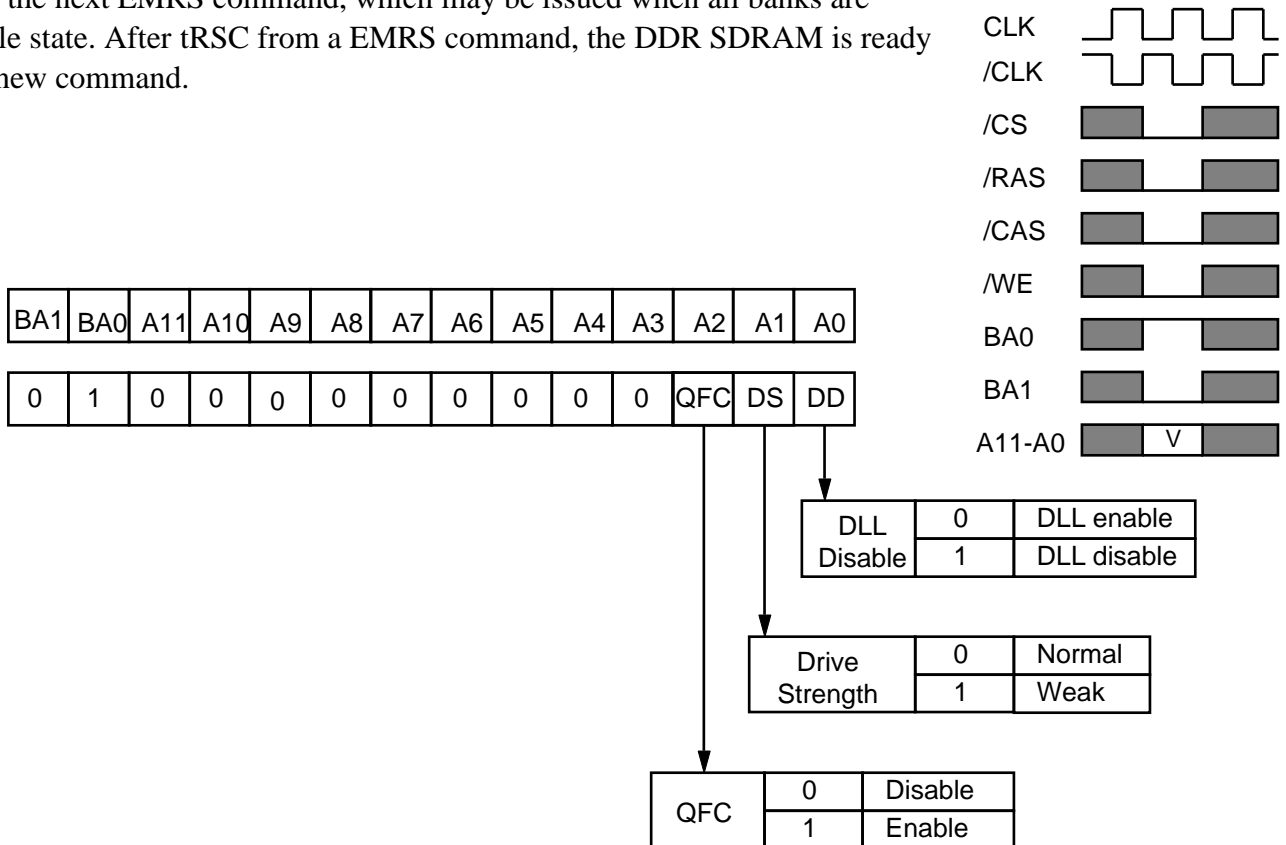 the next EMRS command, which may be issued when all banks are
le state. After tRSC from a EMRS command, the DDR SDRAM is ready
new command.
CLK
/CLK
/CS
/RAS
/CAS
/WE
BA0
BA1
A11-A0 V
BA1 BA0 A11 A10 A9 A8 A7 A6 A5 A4 A3 A2 A1 A0
0 1 0 0 0 0 0 0 0 0 0 QFC DS DD
DLL Disable
0 DLL enable
1 DLL disable
Drive Strength
0 Normal
1 Weak
QFC
0 Disable
1 Enable